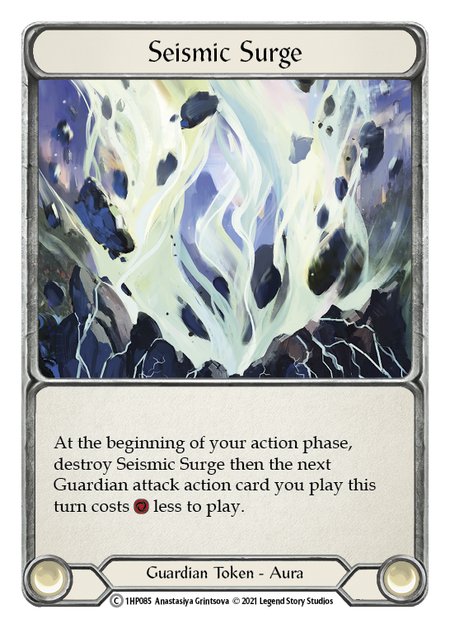 Seismic Surge
At the beginning of your action phase,
destroy Seismic Surge then the next
Guardian attack action card you play this
turn costs less to play.
Guardian Token - Aura
C 1HP085 Anastasiya Grintsova © 2021 Legend Story Studios